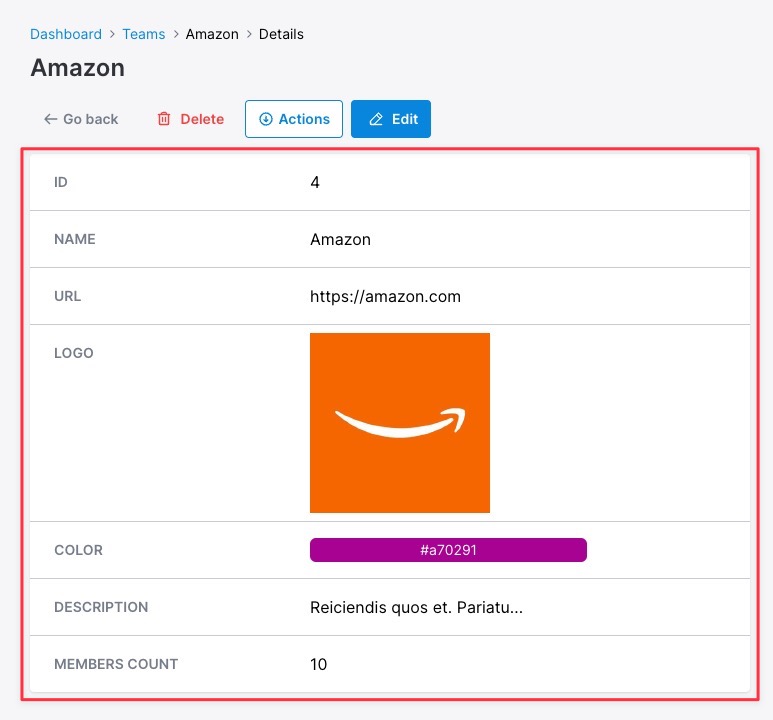 Dashboard > Teams > Amazon > Details
Amazon
Go back Delete Actions Edit
ID 4
NAME Amazon
URL https://amazon.com
LOGO
COLOR #a70291
DESCRIPTION Reiciendis quos et. Pariatu...
MEMBERS COUNT 10